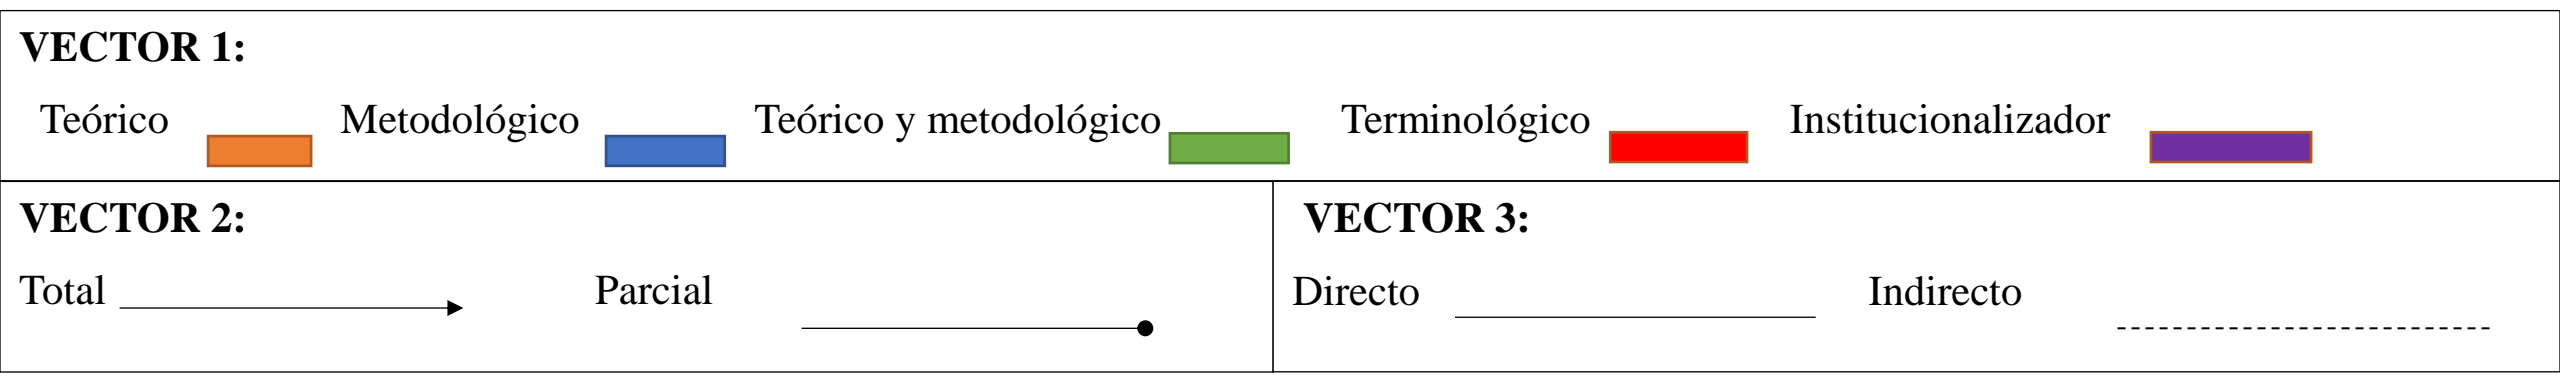 VECTOR 1:
Teórico Metodológico Teórico y metodológico Terminológico Institucionalizador
VECTOR 2:
Total Parcial
VECTOR 3:
Directo Indirecto